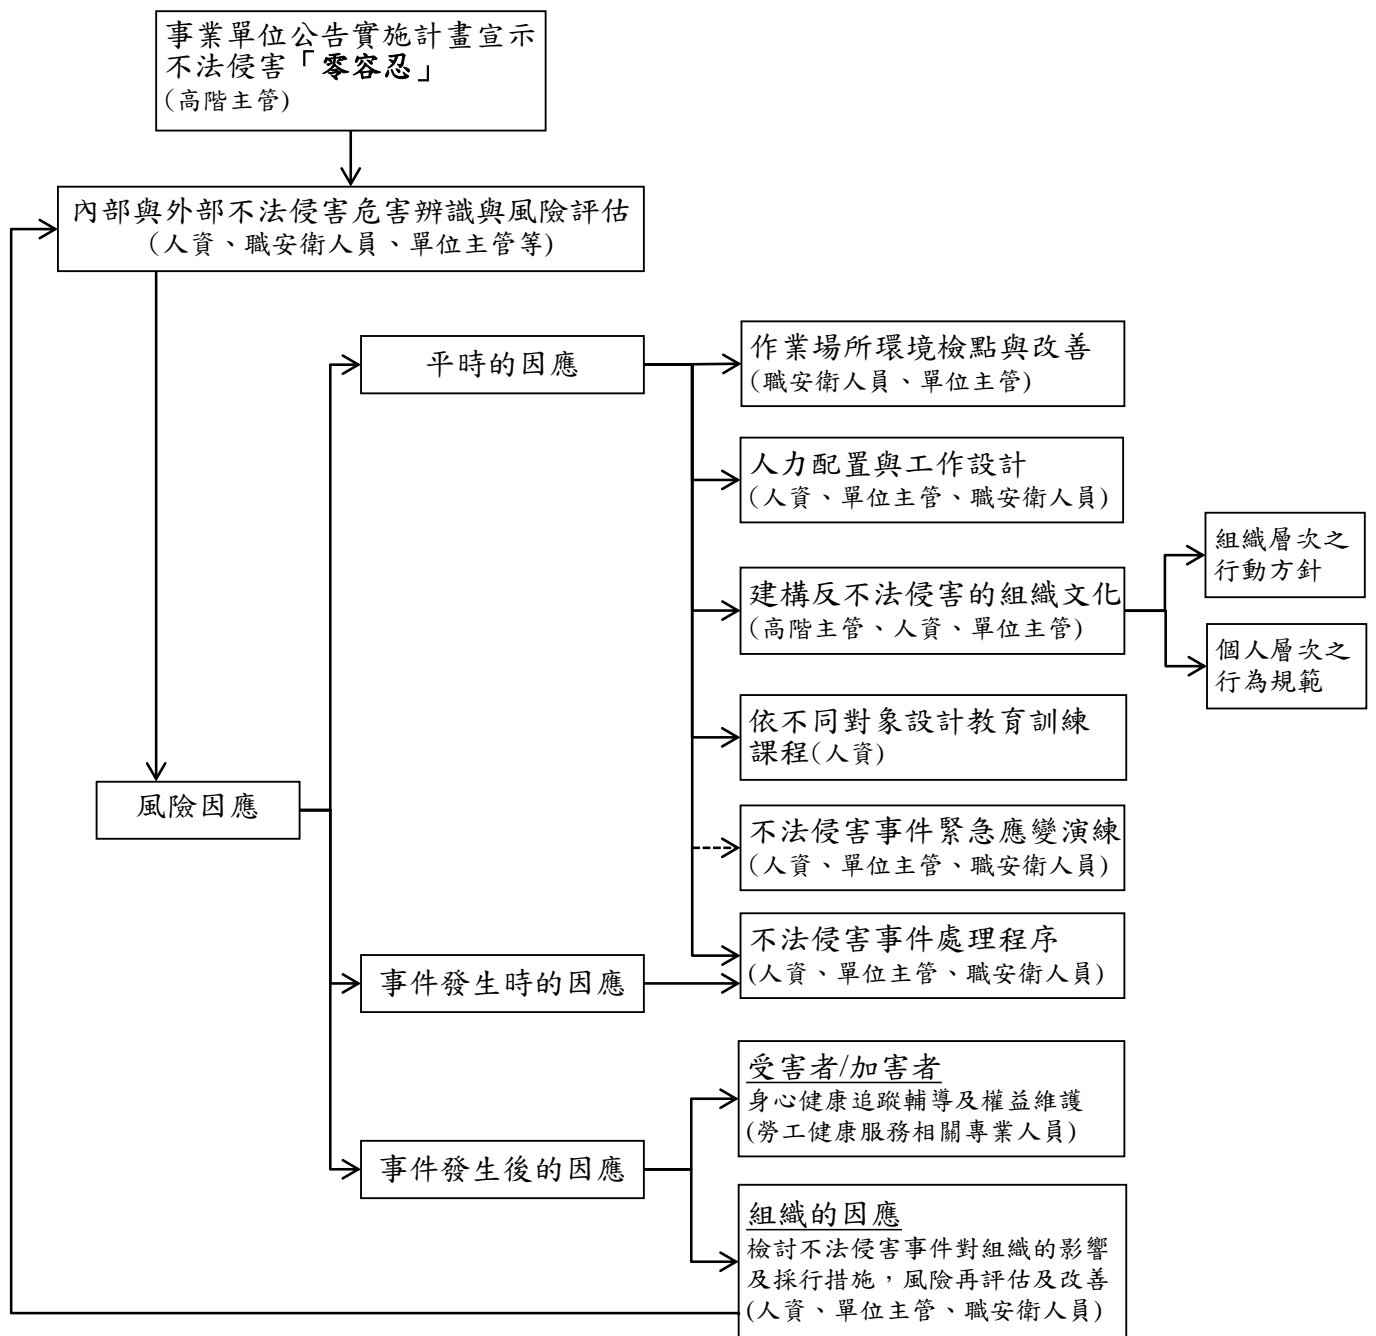 事業單位公告實施計畫宣示
不法侵害「零容忍」
(高階主管)
內部與外部不法侵害危害辨識與風險評估
(人資、職安衛人員、單位主管等)
平時的因應
作業場所環境檢點與改善
(職安衛人員、單位主管)
人力配置與工作設計
(人資、單位主管、職安衛人員)
組織層次之
行動方針
建構反不法侵害的組織文化
(高階主管、人資、單位主管)
個人層次之
行為規範
依不同對象設計教育訓練
課程(人資)
風險因應
不法侵害事件緊急應變演練
(人資、單位主管、職安衛人員)
不法侵害事件處理程序
(人資、單位主管、職安衛人員)
事件發生時的因應
受害者/加害者
身心健康追蹤輔導及權益維護
(勞工健康服務相關專業人員)
事件發生後的因應
組織的因應
檢討不法侵害事件對組織的影響
及採行措施，風險再評估及改善
(人資、單位主管、職安衛人員)